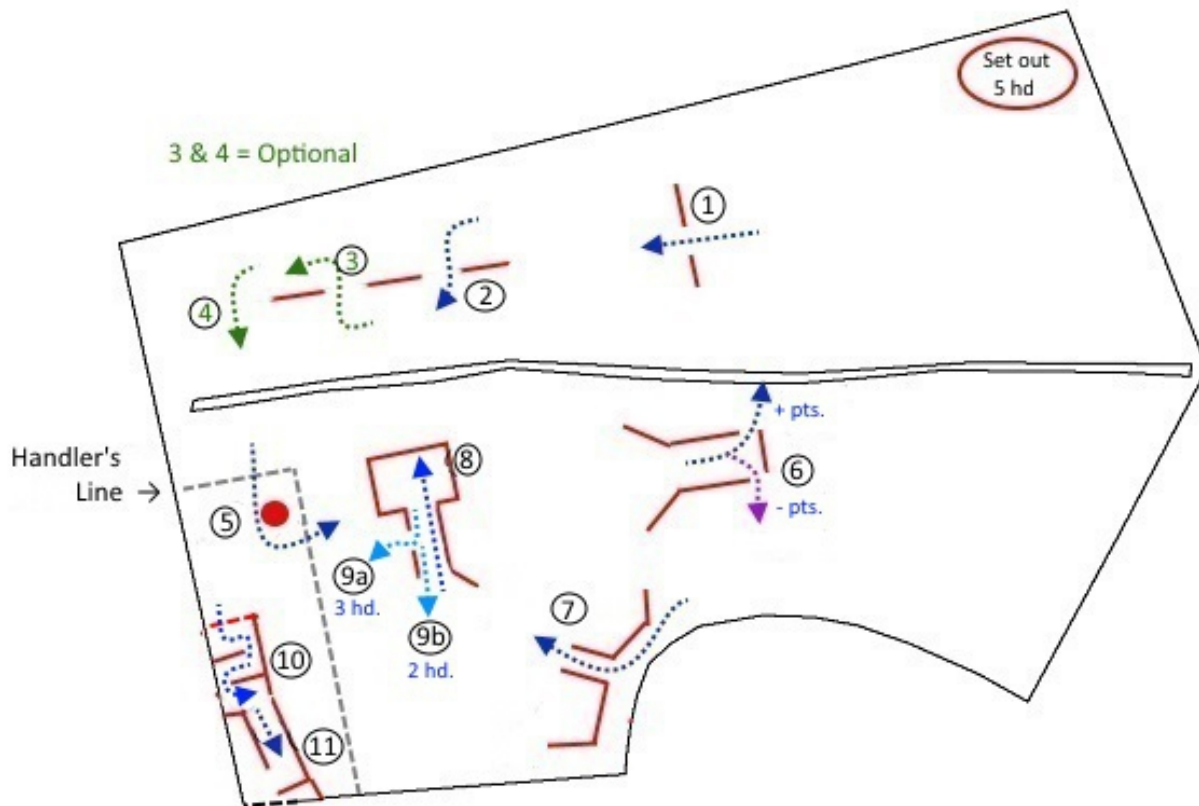 Set out
5 hd
3 & 4 = Optional
1
3
2
4
+ pts.
Handler's
Line
8
6
- pts.
5
9a
3 hd.
7
9b
2 hd.
10
11